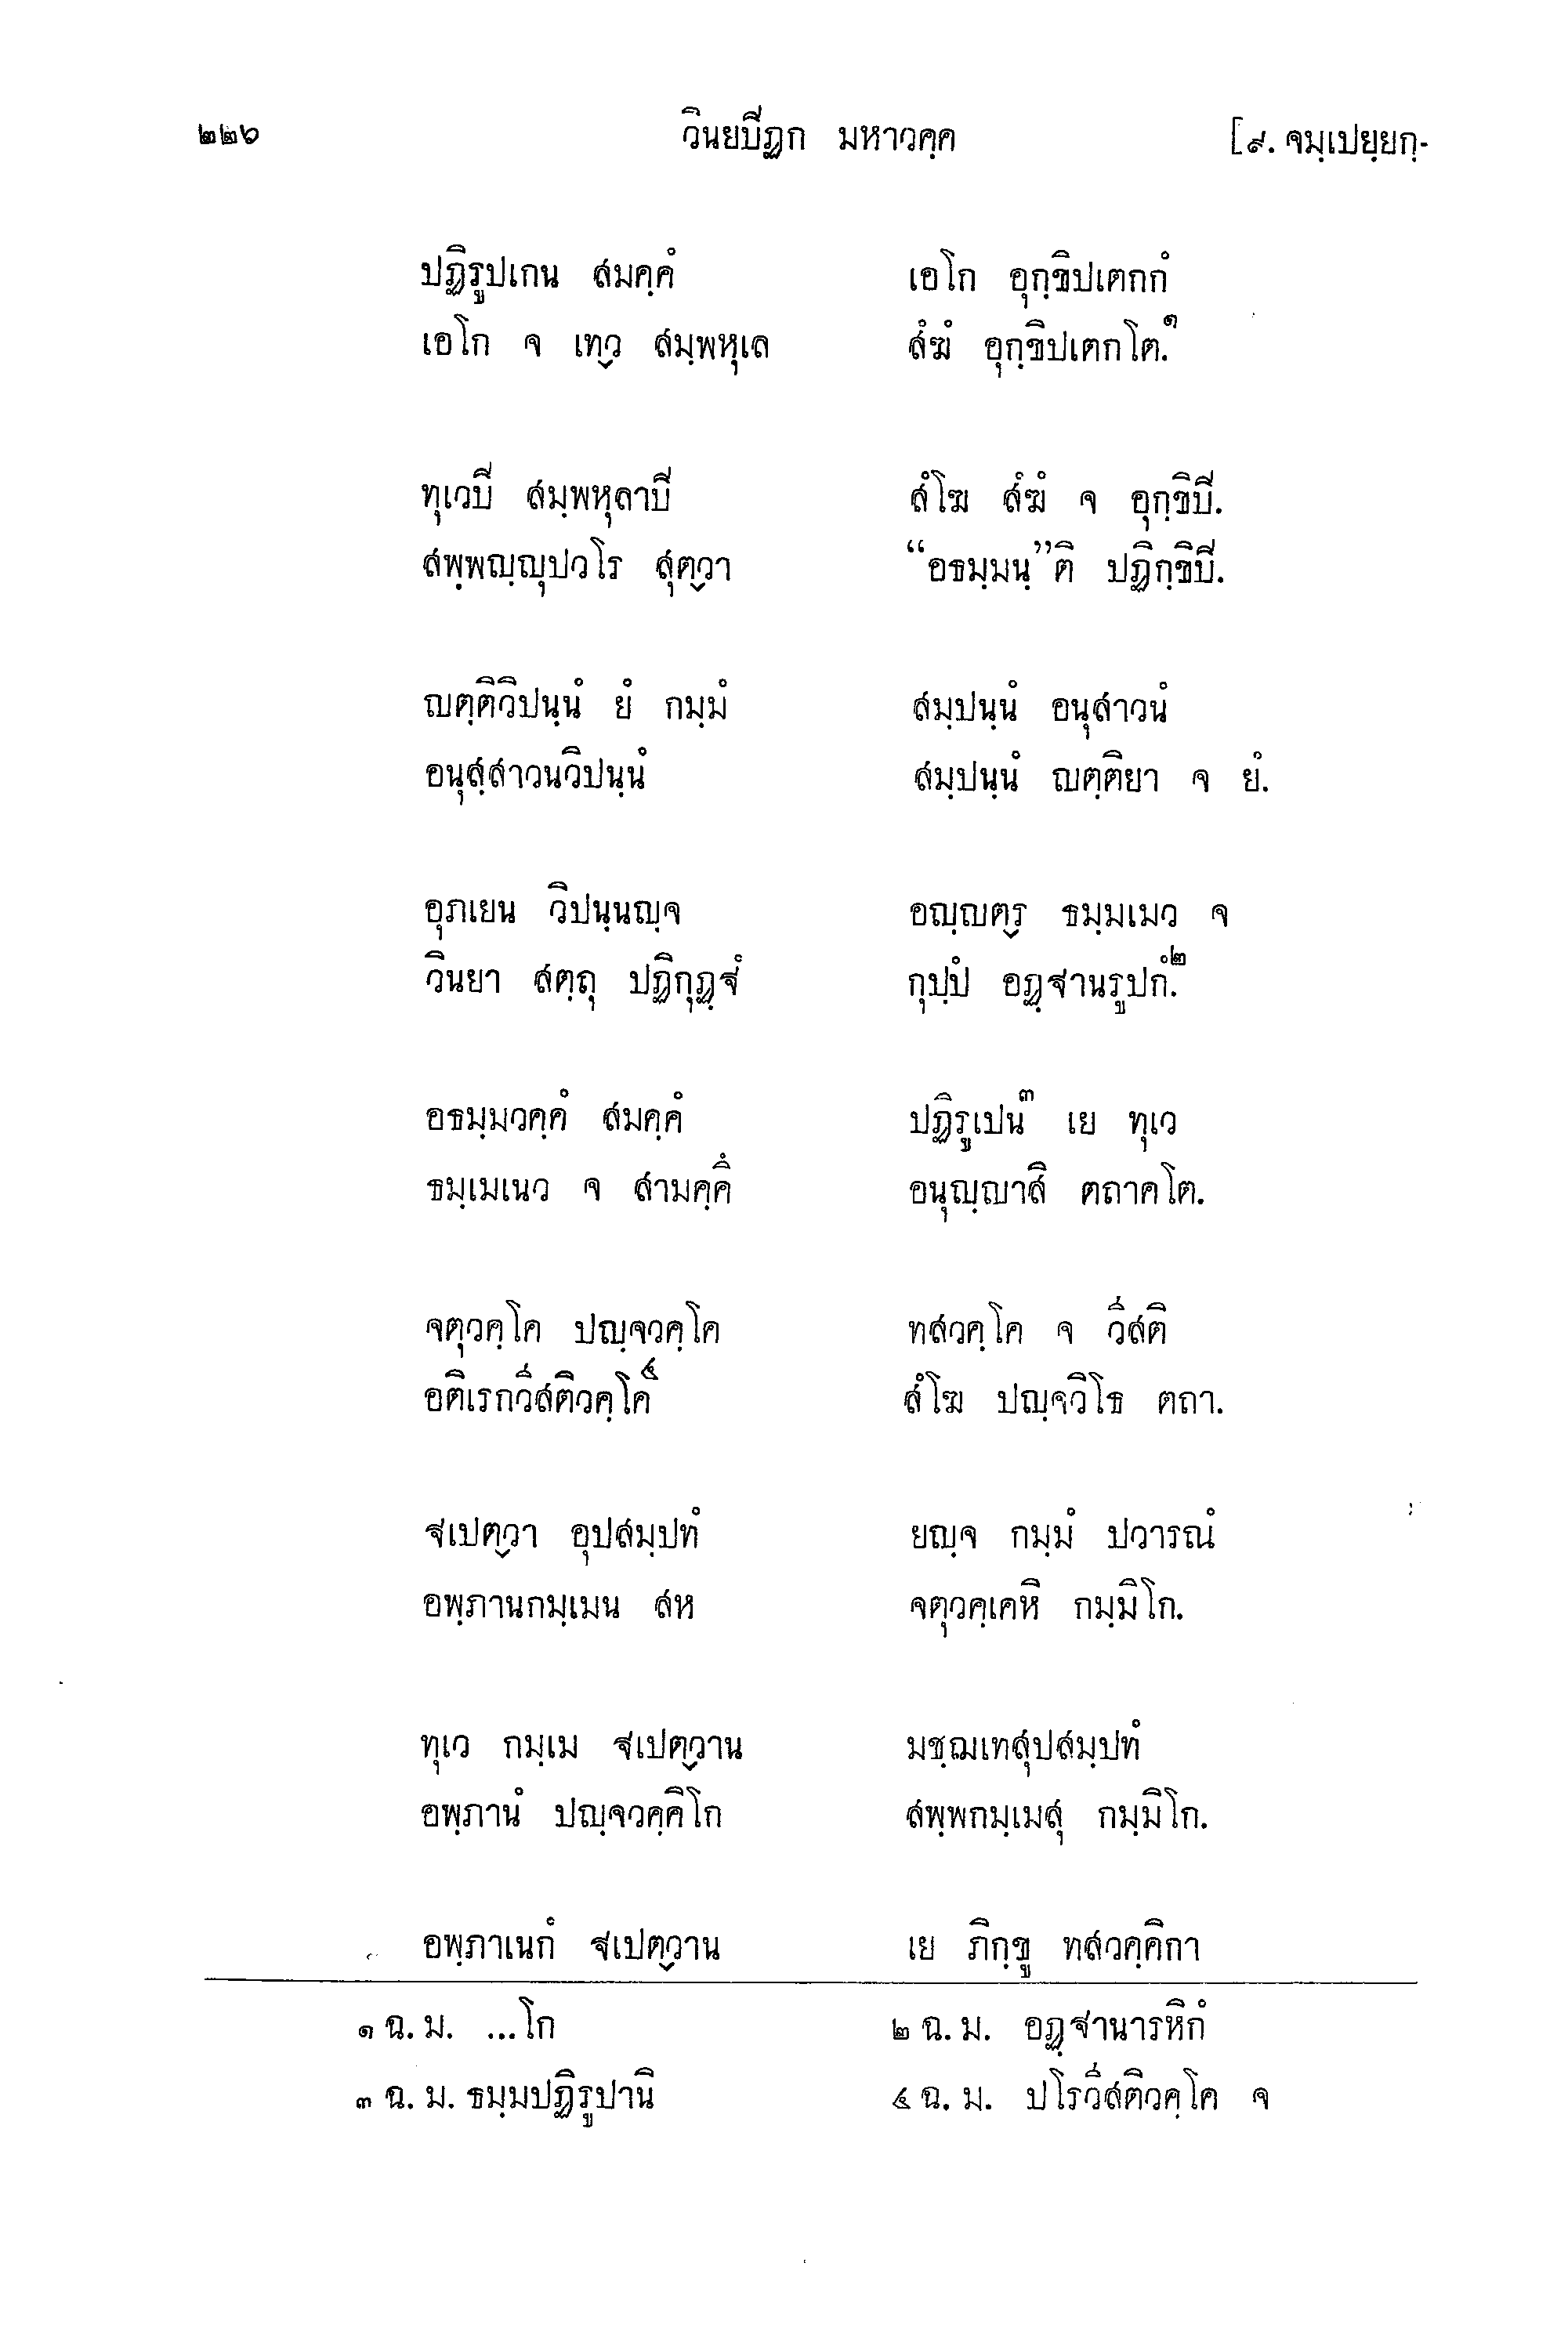 ๒๒๖ วินยปิฏก มหาวคฺค [๙. จมฺเปยฺยกฺ-
ปฏิรูปเกน สมคฺคํ เอโก อุกฺขิปเตกกํ
เอโก จ เท๎ว สมฺพหุเล สํฆํ อุกฺขิปเตกโต.๑
ทุเวปิ สมฺพหุลาปิ สํโฆ สํฆํ จ อุกฺขิปิ.
สพฺพญฺญุปวโร สุต๎วา “อธมฺมนฺ”ติ ปฏิกฺขิปิ.
ญตฺติวิปนฺนํ ยํ กมฺมํ สมฺปนฺนํ อนุสาวนํ
อนุสฺสาวนวิปนฺนํ สมฺปนฺนํ ญตฺติยา จ ยํ.
อุภเยน วิปนฺนญฺจ อญฺญต๎ร ธมฺมเมว จ
วินยา สตฺถุ ปฏิกุฏฺฐํ กุปฺปํ อฏฺฐานรูปกํ.๒
อธมฺมวคฺคํ สมคฺคํ ปฏิรูเปน๓ เย ทุเว
ธมฺเมเนว จ สามคฺคึ อนุญฺญาสิ ตถาคโต.
จตุวคฺโค ปญฺจวคฺโค ทสวคฺโค จ วีสติ
อติเรกวีสติวคฺโค๔ สํโฆ ปญฺจวิโธ ตถา.
ฐเปต๎วา อุปสมฺปทํ ยญฺจ กมฺมํ ปวารณํ
อพฺภานกมฺเมน สห จตุวคฺเคหิ กมฺมิโก.
ทุเว กมฺเม ฐเปต๎วาน มชฺฌเทสุปสมฺปทํ
อพฺภานํ ปญฺจวคฺคิโก สพฺพกมฺเมสุ กมฺมิโก.
อพฺภาเนกํ ฐเปต๎วาน เย ภิกฺขู ทสวคฺคิกา
๑ ฉ. ม. ...โก ๒ ฉ. ม. อฏฺฐานารหิกํ
๓ ฉ. ม. ธมฺมปฏิรูปานิ ๔ ฉ. ม. ปโรวีสติวคฺโค จ